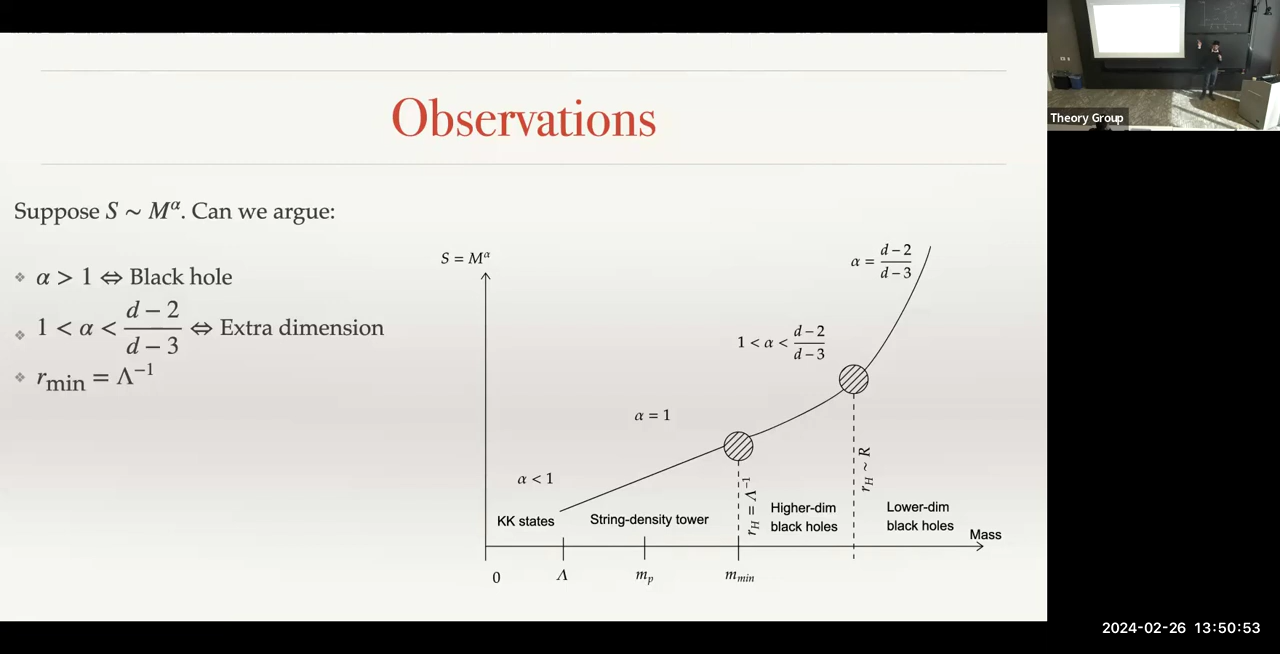 Observations
Suppose S ~ M^α. Can we argue:
❖ α > 1 ⇔ Black hole
❖ 1 < α < (d − 2)/(d − 3) ⇔ Extra dimension
❖ r_min = Λ^−1
S = M^α
α = (d − 2)/(d − 3)
1 < α < (d − 2)/(d − 3)
α = 1
α < 1
KK states
String-density tower
r_H = Λ^−1
Higher-dim
black holes
r_H ~ R
Lower-dim
black holes
Mass
0
Λ
m_p
m_min
Theory Group
2024-02-26 13:50:53